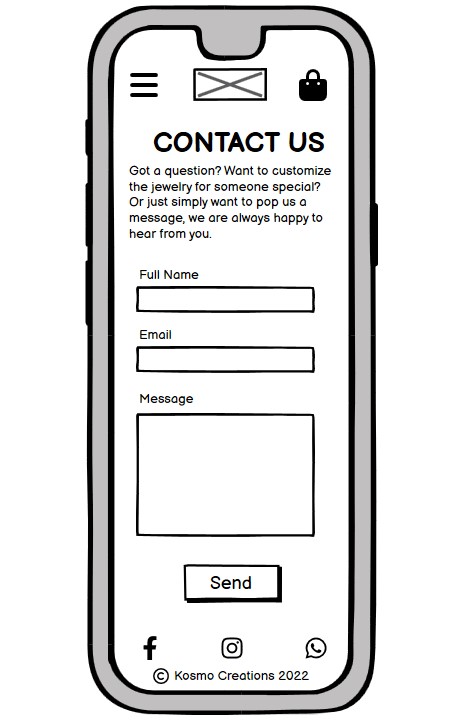 CONTACT US
Got a question? Want to customize
the jewelry for someone special?
Or just simply want to pop us a
message, we are always happy to
hear from you.
Full Name
Email
Message
Send
© Kosmo Creations 2022